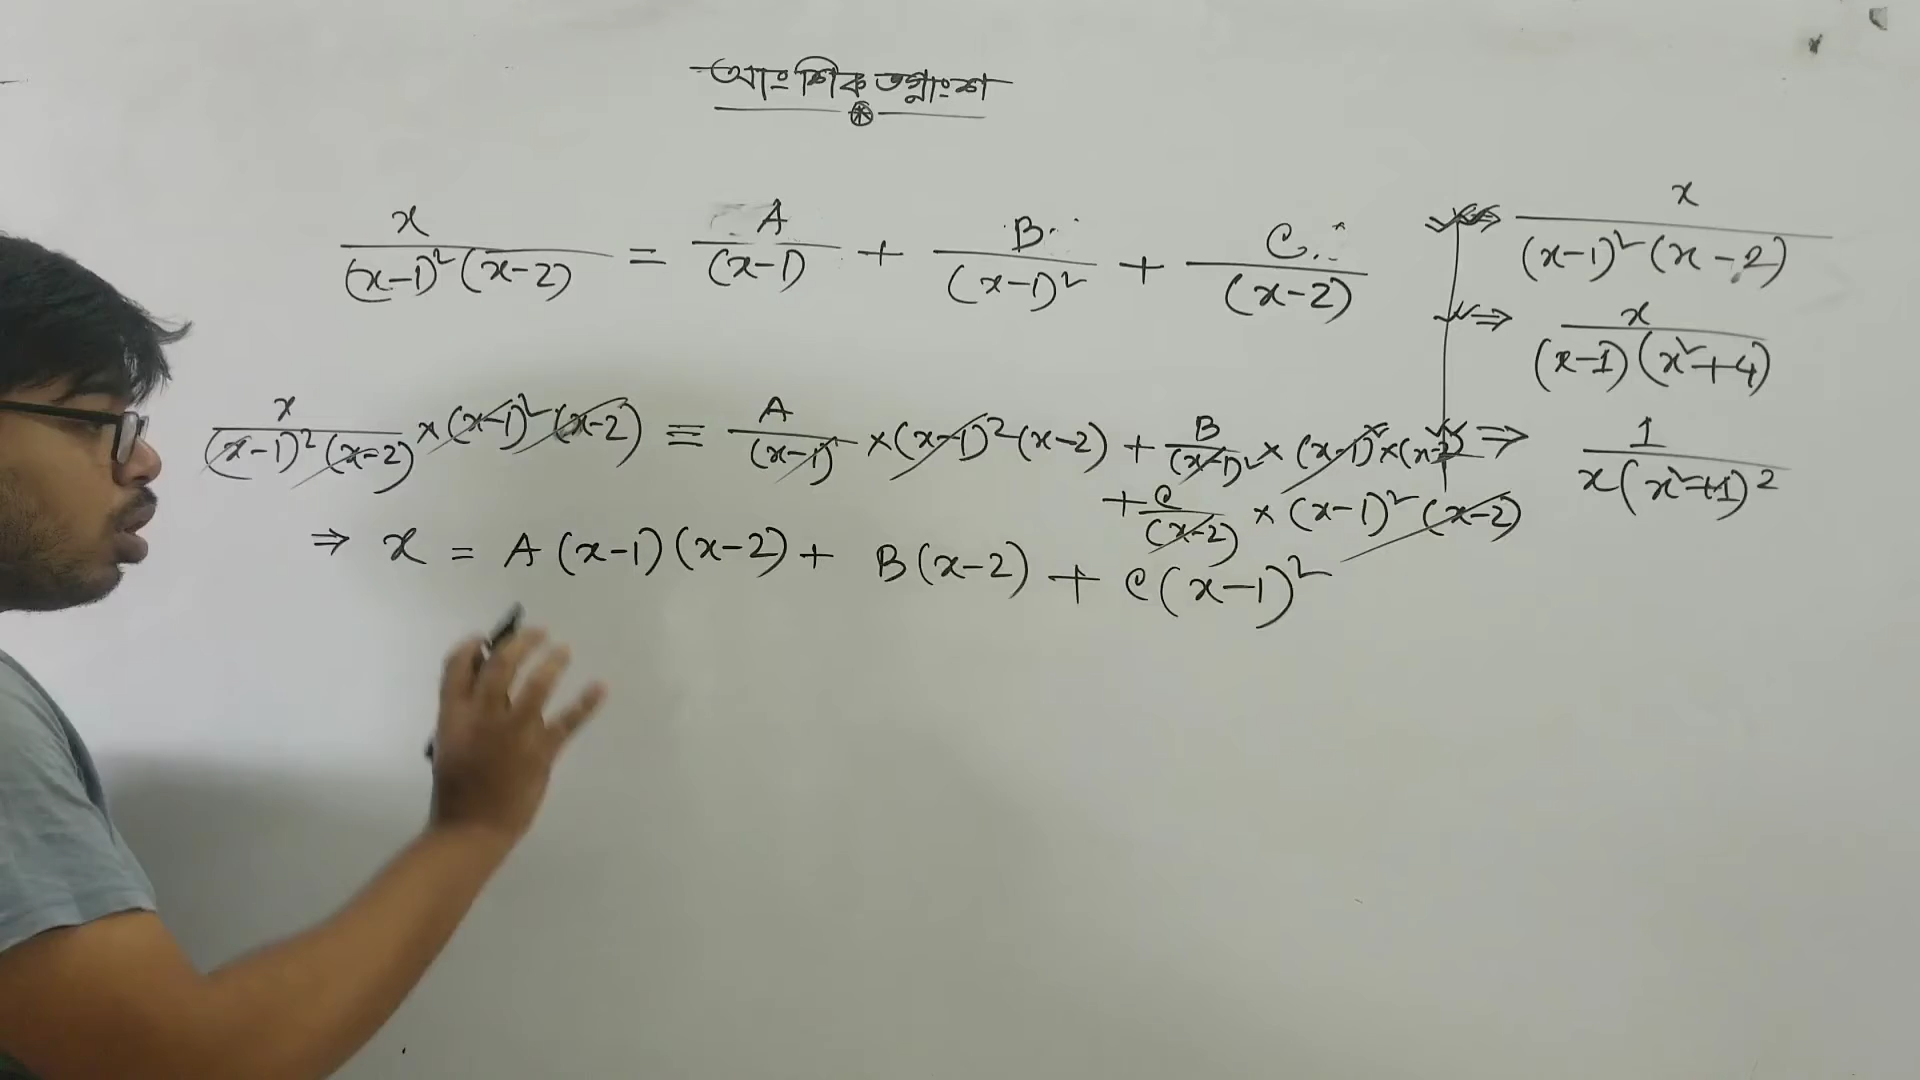 আংশিক ভগ্নাংশ
x/((x-1)²(x-2)) = A/(x-1) + B/(x-1)² + C/(x-2)
x/((x-1)²(x-2)) × (x-1)²(x-2) ≡ A/(x-1) × (x-1)²(x-2) + B/(x-1)² × (x-1)² × (x-2)
+ C/(x-2) × (x-1)²(x-2)
⇒ x = A(x-1)(x-2) + B(x-2) + C(x-1)²
⇒ x/((x-1)²(x-2))
⇒ x/((x-1)(x²+4))
⇒ 1/(x(x²+1)²)